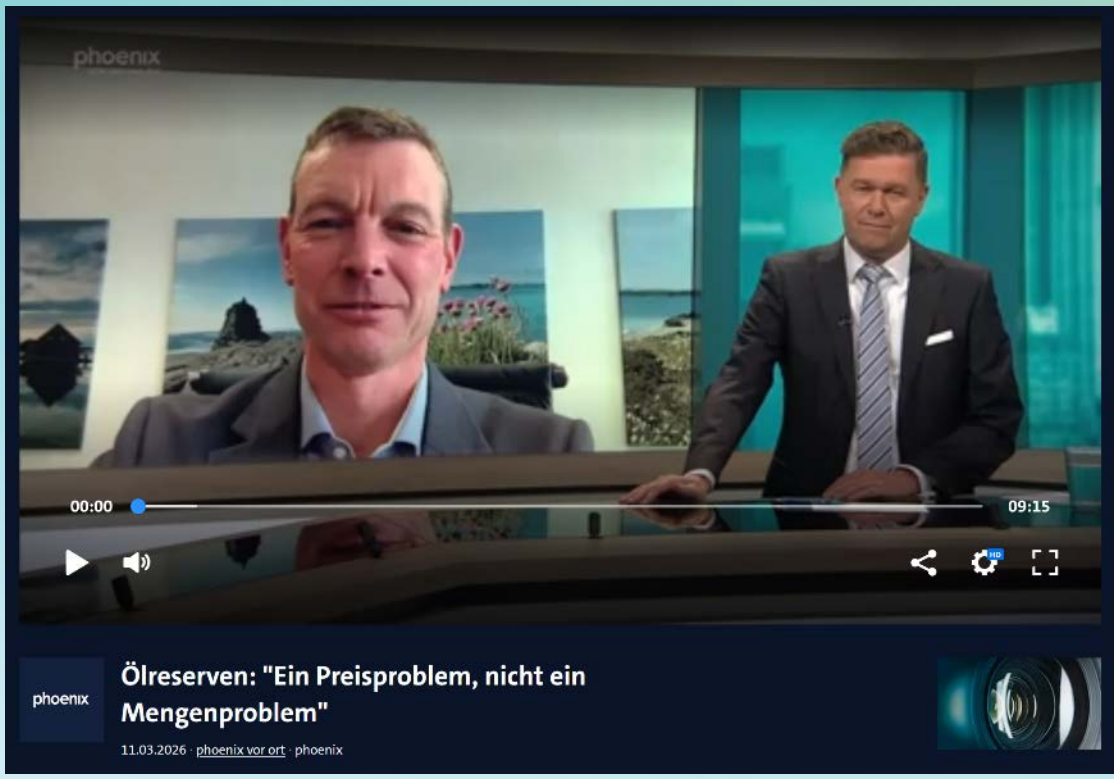 phoenix
00:00
09:15
HD
phoenix
Ölreserven: "Ein Preisproblem, nicht ein
Mengenproblem"
11.03.2026 · phoenix vor ort · phoenix